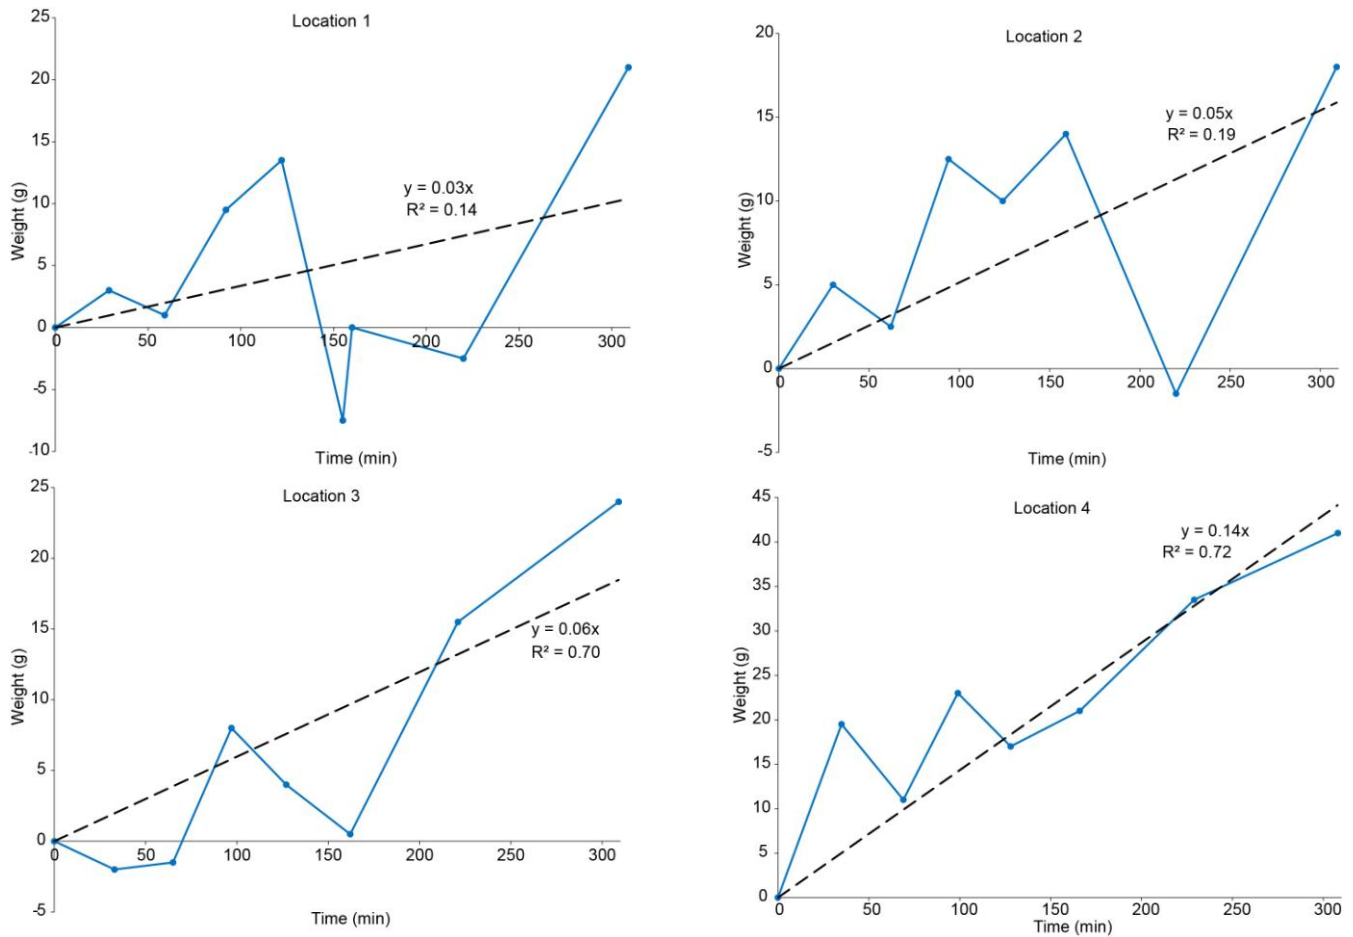 Location 1
25
20
15
10
5
0
-5
-10
Weight (g)
y = 0.03x
R² = 0.14
0 50 100 150 200 250 300
Time (min)
Location 2
20
15
10
5
0
-5
Weight (g)
y = 0.05x
R² = 0.19
0 50 100 150 200 250 300
Time (min)
Location 3
25
20
15
10
5
0
-5
Weight (g)
y = 0.06x
R² = 0.70
0 50 100 150 200 250 300
Time (min)
Location 4
45
40
35
30
25
20
15
10
5
0
Weight (g)
y = 0.14x
R² = 0.72
0 50 100 150 200 250 300
Time (min)